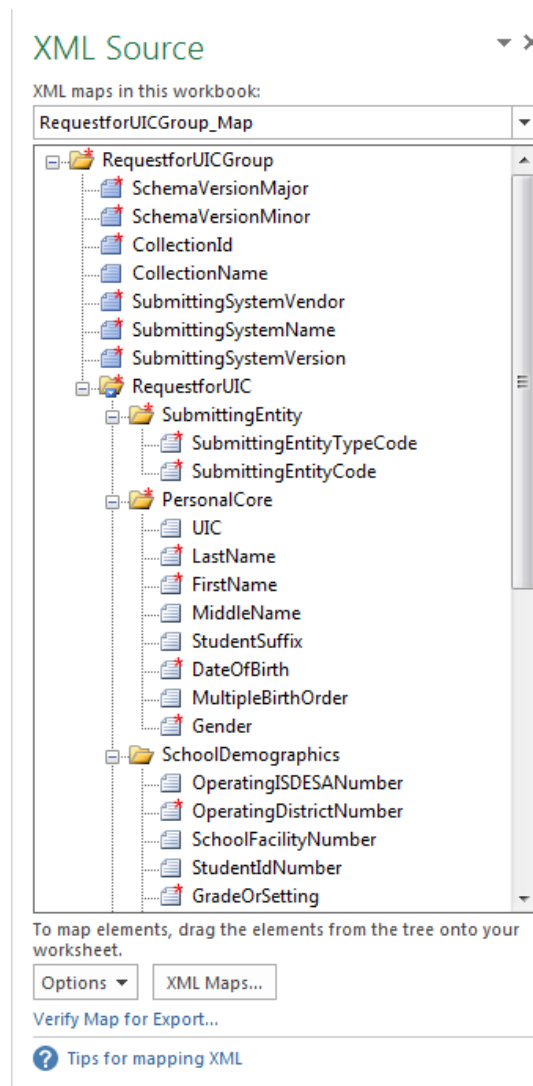 XML Source
XML maps in this workbook:
RequestforUICGroup_Map
RequestforUICGroup
SchemaVersionMajor
SchemaVersionMinor
CollectionId
CollectionName
SubmittingSystemVendor
SubmittingSystemName
SubmittingSystemVersion
RequestforUIC
SubmittingEntity
SubmittingEntityTypeCode
SubmittingEntityCode
PersonalCore
UIC
LastName
FirstName
MiddleName
StudentSuffix
DateOfBirth
MultipleBirthOrder
Gender
SchoolDemographics
OperatingISDESANumber
OperatingDistrictNumber
SchoolFacilityNumber
StudentIdNumber
GradeOrSetting
To map elements, drag the elements from the tree onto your
worksheet.
Options XML Maps...
Verify Map for Export...
Tips for mapping XML